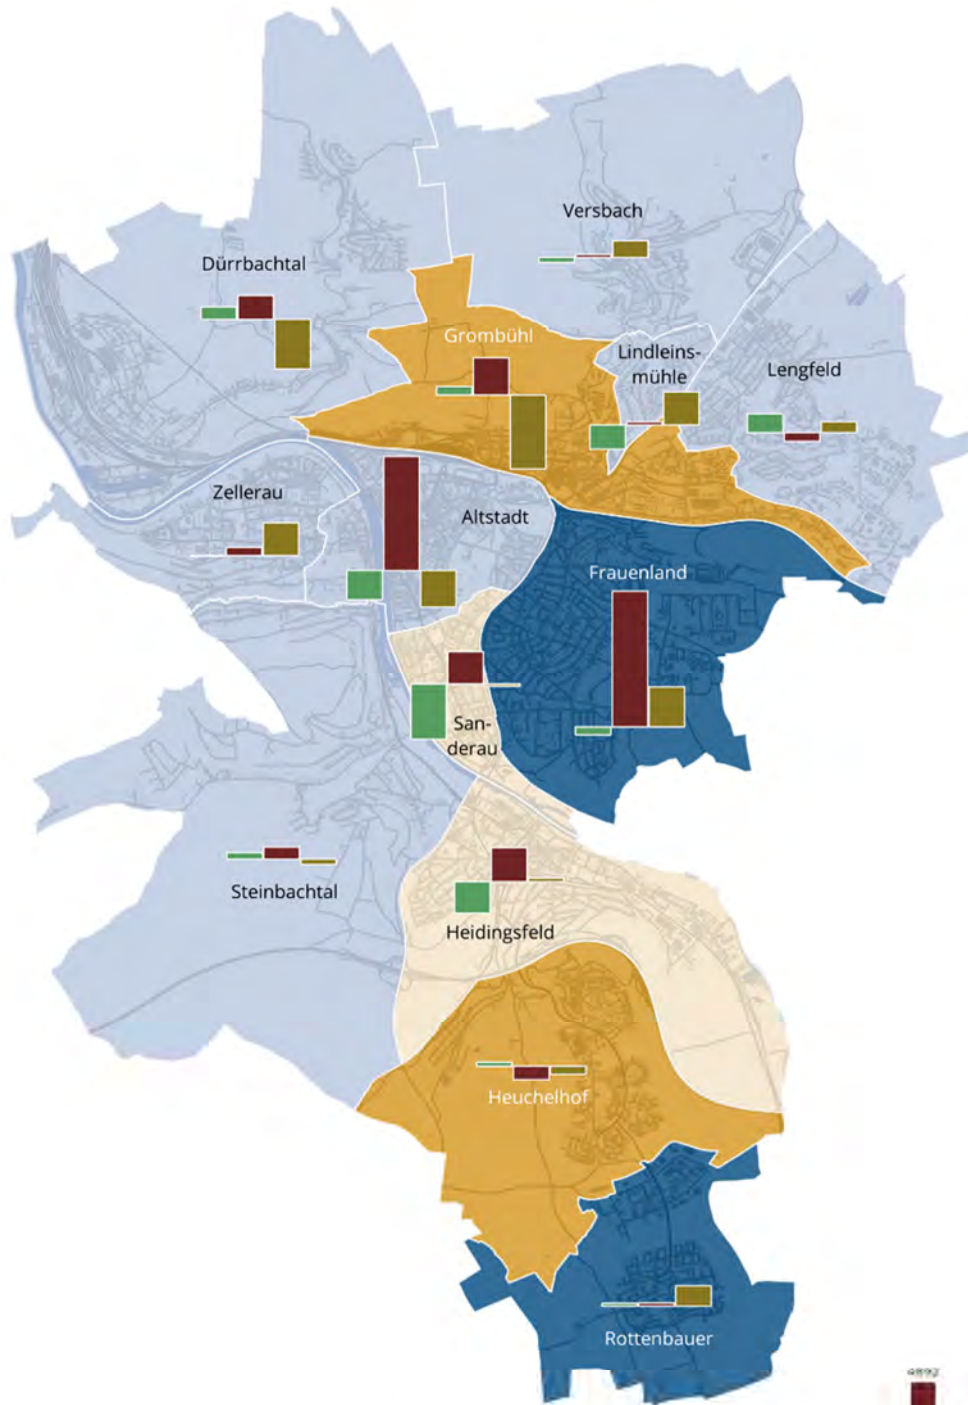 Versbach
Dürrbachtal
Grombühl
Lindleins-
mühle
Lengfeld
Zellerau
Altstadt
Frauenland
San-
derau
Steinbachtal
Heidingsfeld
Heuchelhof
Rottenbauer